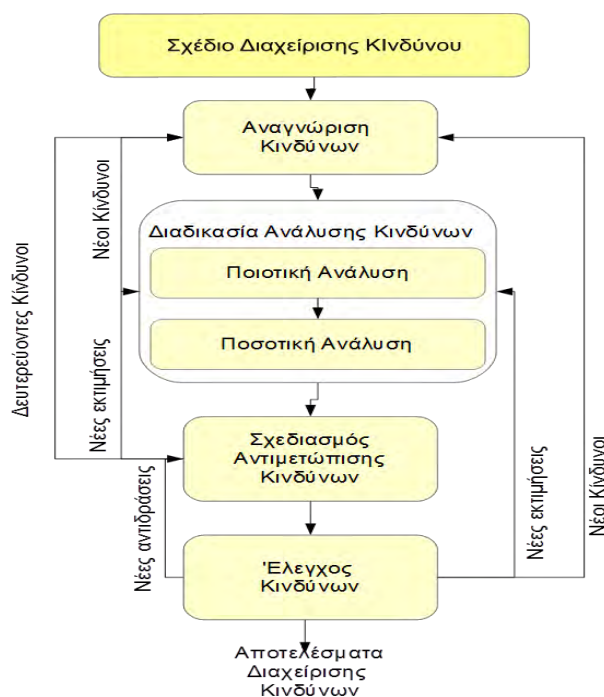 Σχέδιο Διαχείρισης ΚΙνδύνου
Αναγνώριση
Κινδύνων
Διαδικασία Ανάλυσης Κινδύνων
Ποιοτική Ανάλυση
Ποσοτική Ανάλυση
Σχεδιασμός
Αντιμετώπισης
Κινδύνων
Έλεγχος
Κινδύνων
Αποτελέσματα
Διαχείρισης
Κινδύνων
Δευτερεύοντες Κίνδυνοι
Νέοι Κίνδυνοι
Νέες εκτιμήσεις
Νέες αντιδράσεις
Νέες εκτιμήσεις
Νέοι Κίνδυνοι